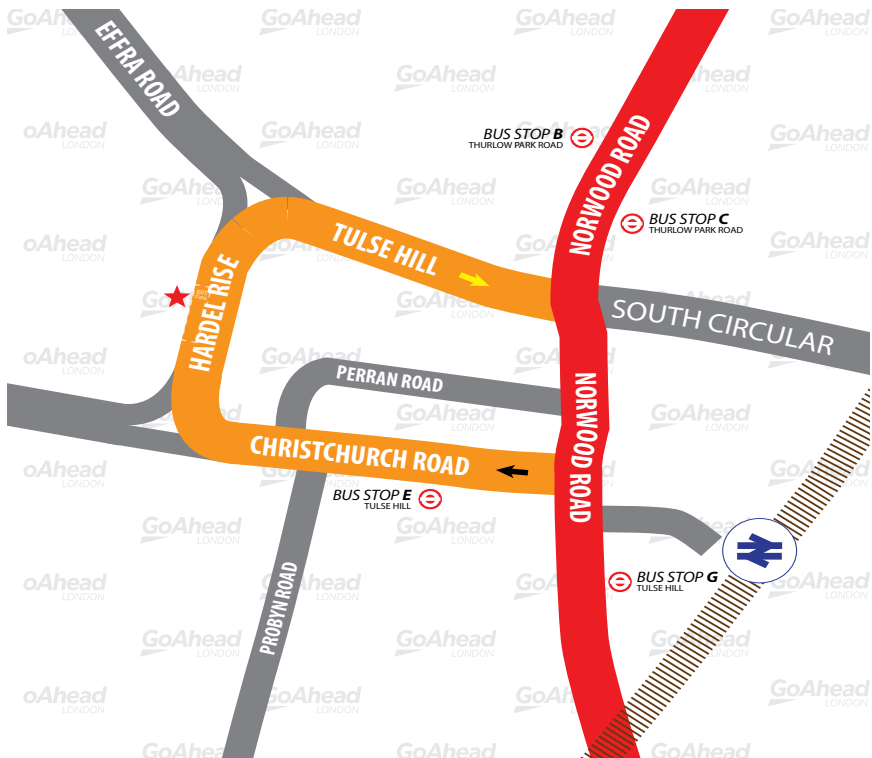 EFFRA ROAD
BUS STOP B
THURLOW PARK ROAD
NORWOOD ROAD
BUS STOP C
THURLOW PARK ROAD
TULSE HILL
HARDEL RISE
SOUTH CIRCULAR
PERRAN ROAD
NORWOOD ROAD
CHRISTCHURCH ROAD
BUS STOP E
TULSE HILL
BUS STOP G
TULSE HILL
PROBYN ROAD
GoAhead
LONDON